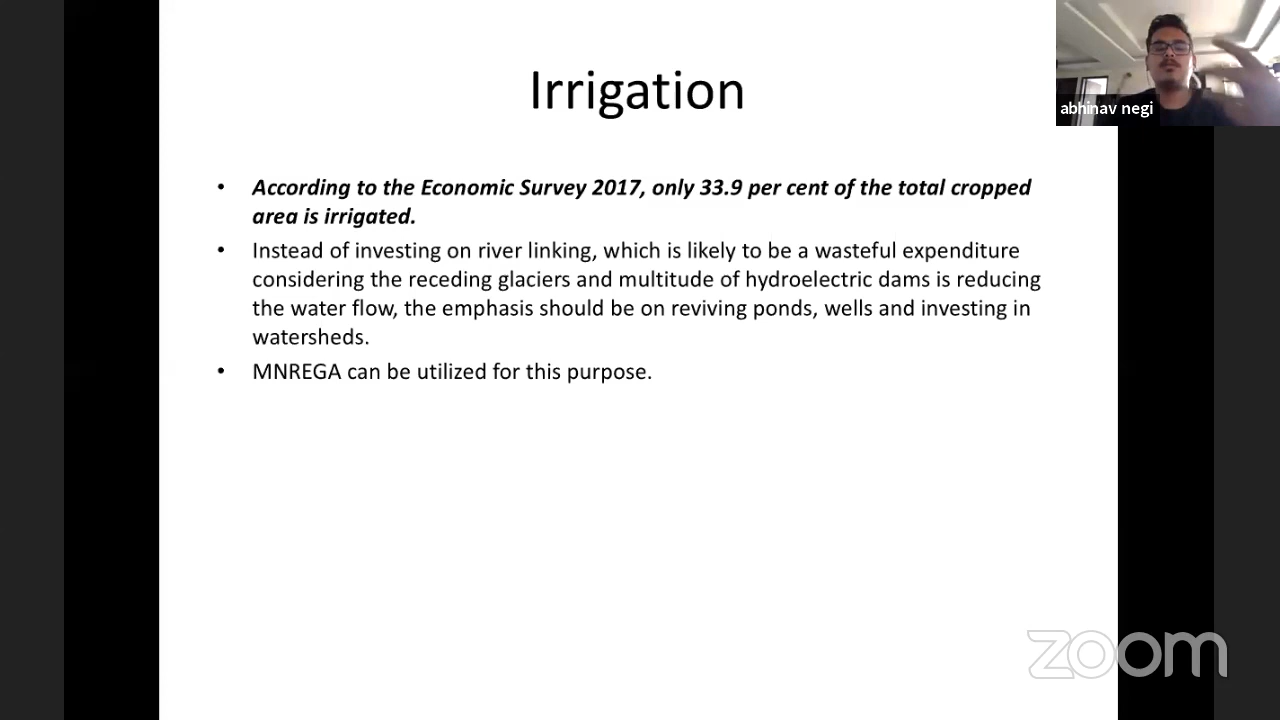 Irrigation
abhinav negi
• According to the Economic Survey 2017, only 33.9 per cent of the total cropped
area is irrigated.
• Instead of investing on river linking, which is likely to be a wasteful expenditure
considering the receding glaciers and multitude of hydroelectric dams is reducing
the water flow, the emphasis should be on reviving ponds, wells and investing in
watersheds.
• MNREGA can be utilized for this purpose.
zoom